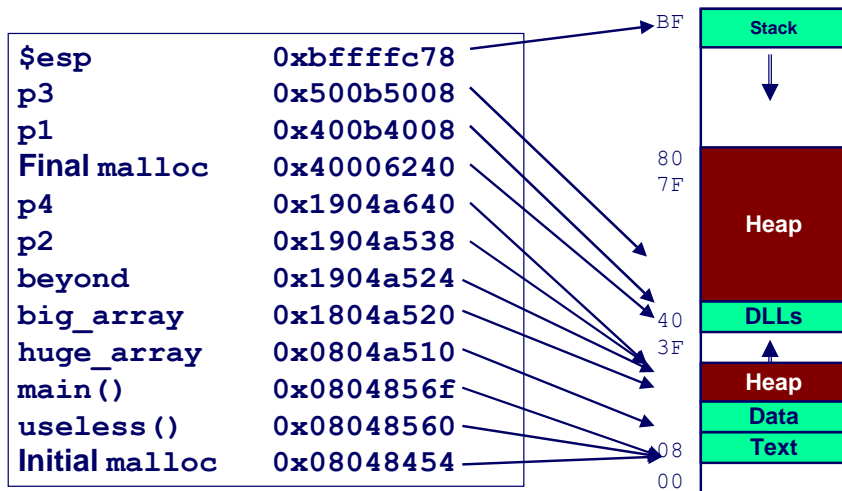 $esp 0xbffffc78
p3 0x500b5008
p1 0x400b4008
Final malloc 0x40006240
p4 0x1904a640
p2 0x1904a538
beyond 0x1904a524
big_array 0x1804a520
huge_array 0x0804a510
main() 0x0804856f
useless() 0x08048560
Initial malloc 0x08048454
BF
Stack
80
7F
Heap
40
DLLs
3F
Heap
Data
08
Text
00